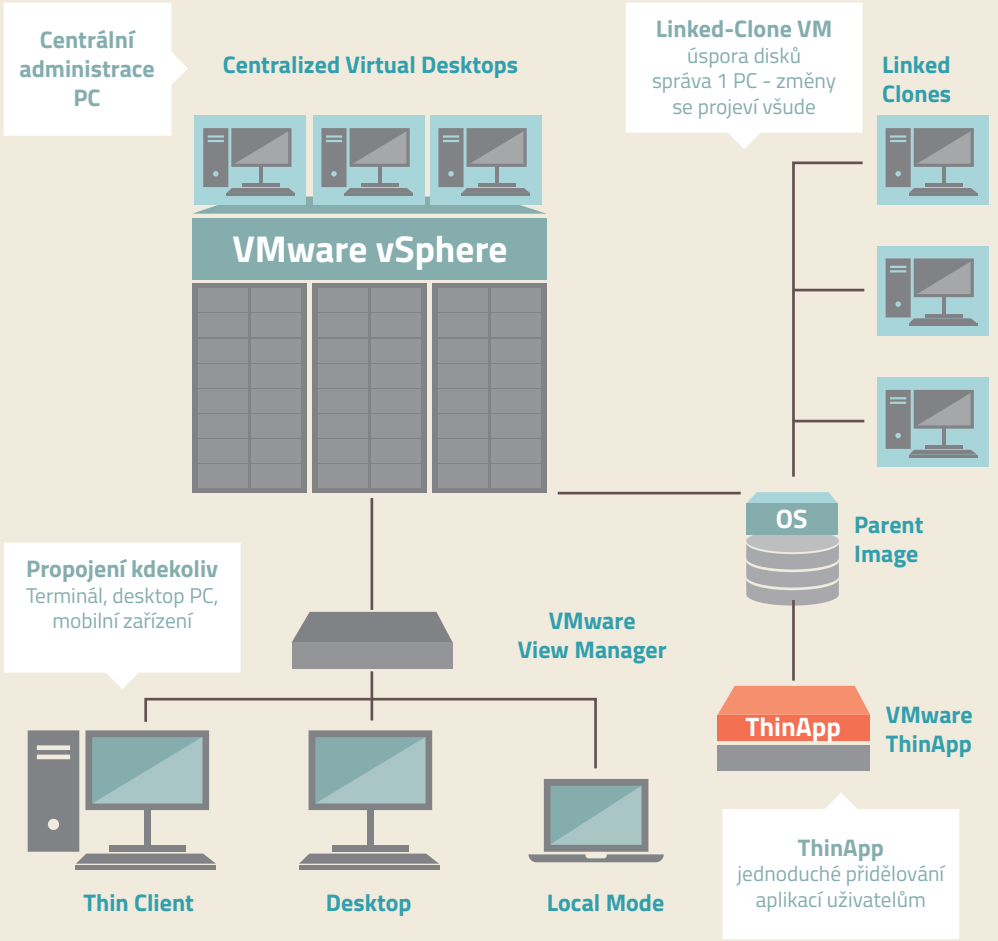 Centrální
administrace
PC
Centralized Virtual Desktops
Linked-Clone VM
úspora disků
správa 1 PC - změny
se projeví všude
Linked
Clones
VMware vSphere
OS
Parent
Image
Propojení kdekoliv
Terminál, desktop PC,
mobilní zařízení
VMware
View Manager
ThinApp
VMware
ThinApp
ThinApp
jednoduché přidělování
aplikací uživatelům
Thin Client
Desktop
Local Mode